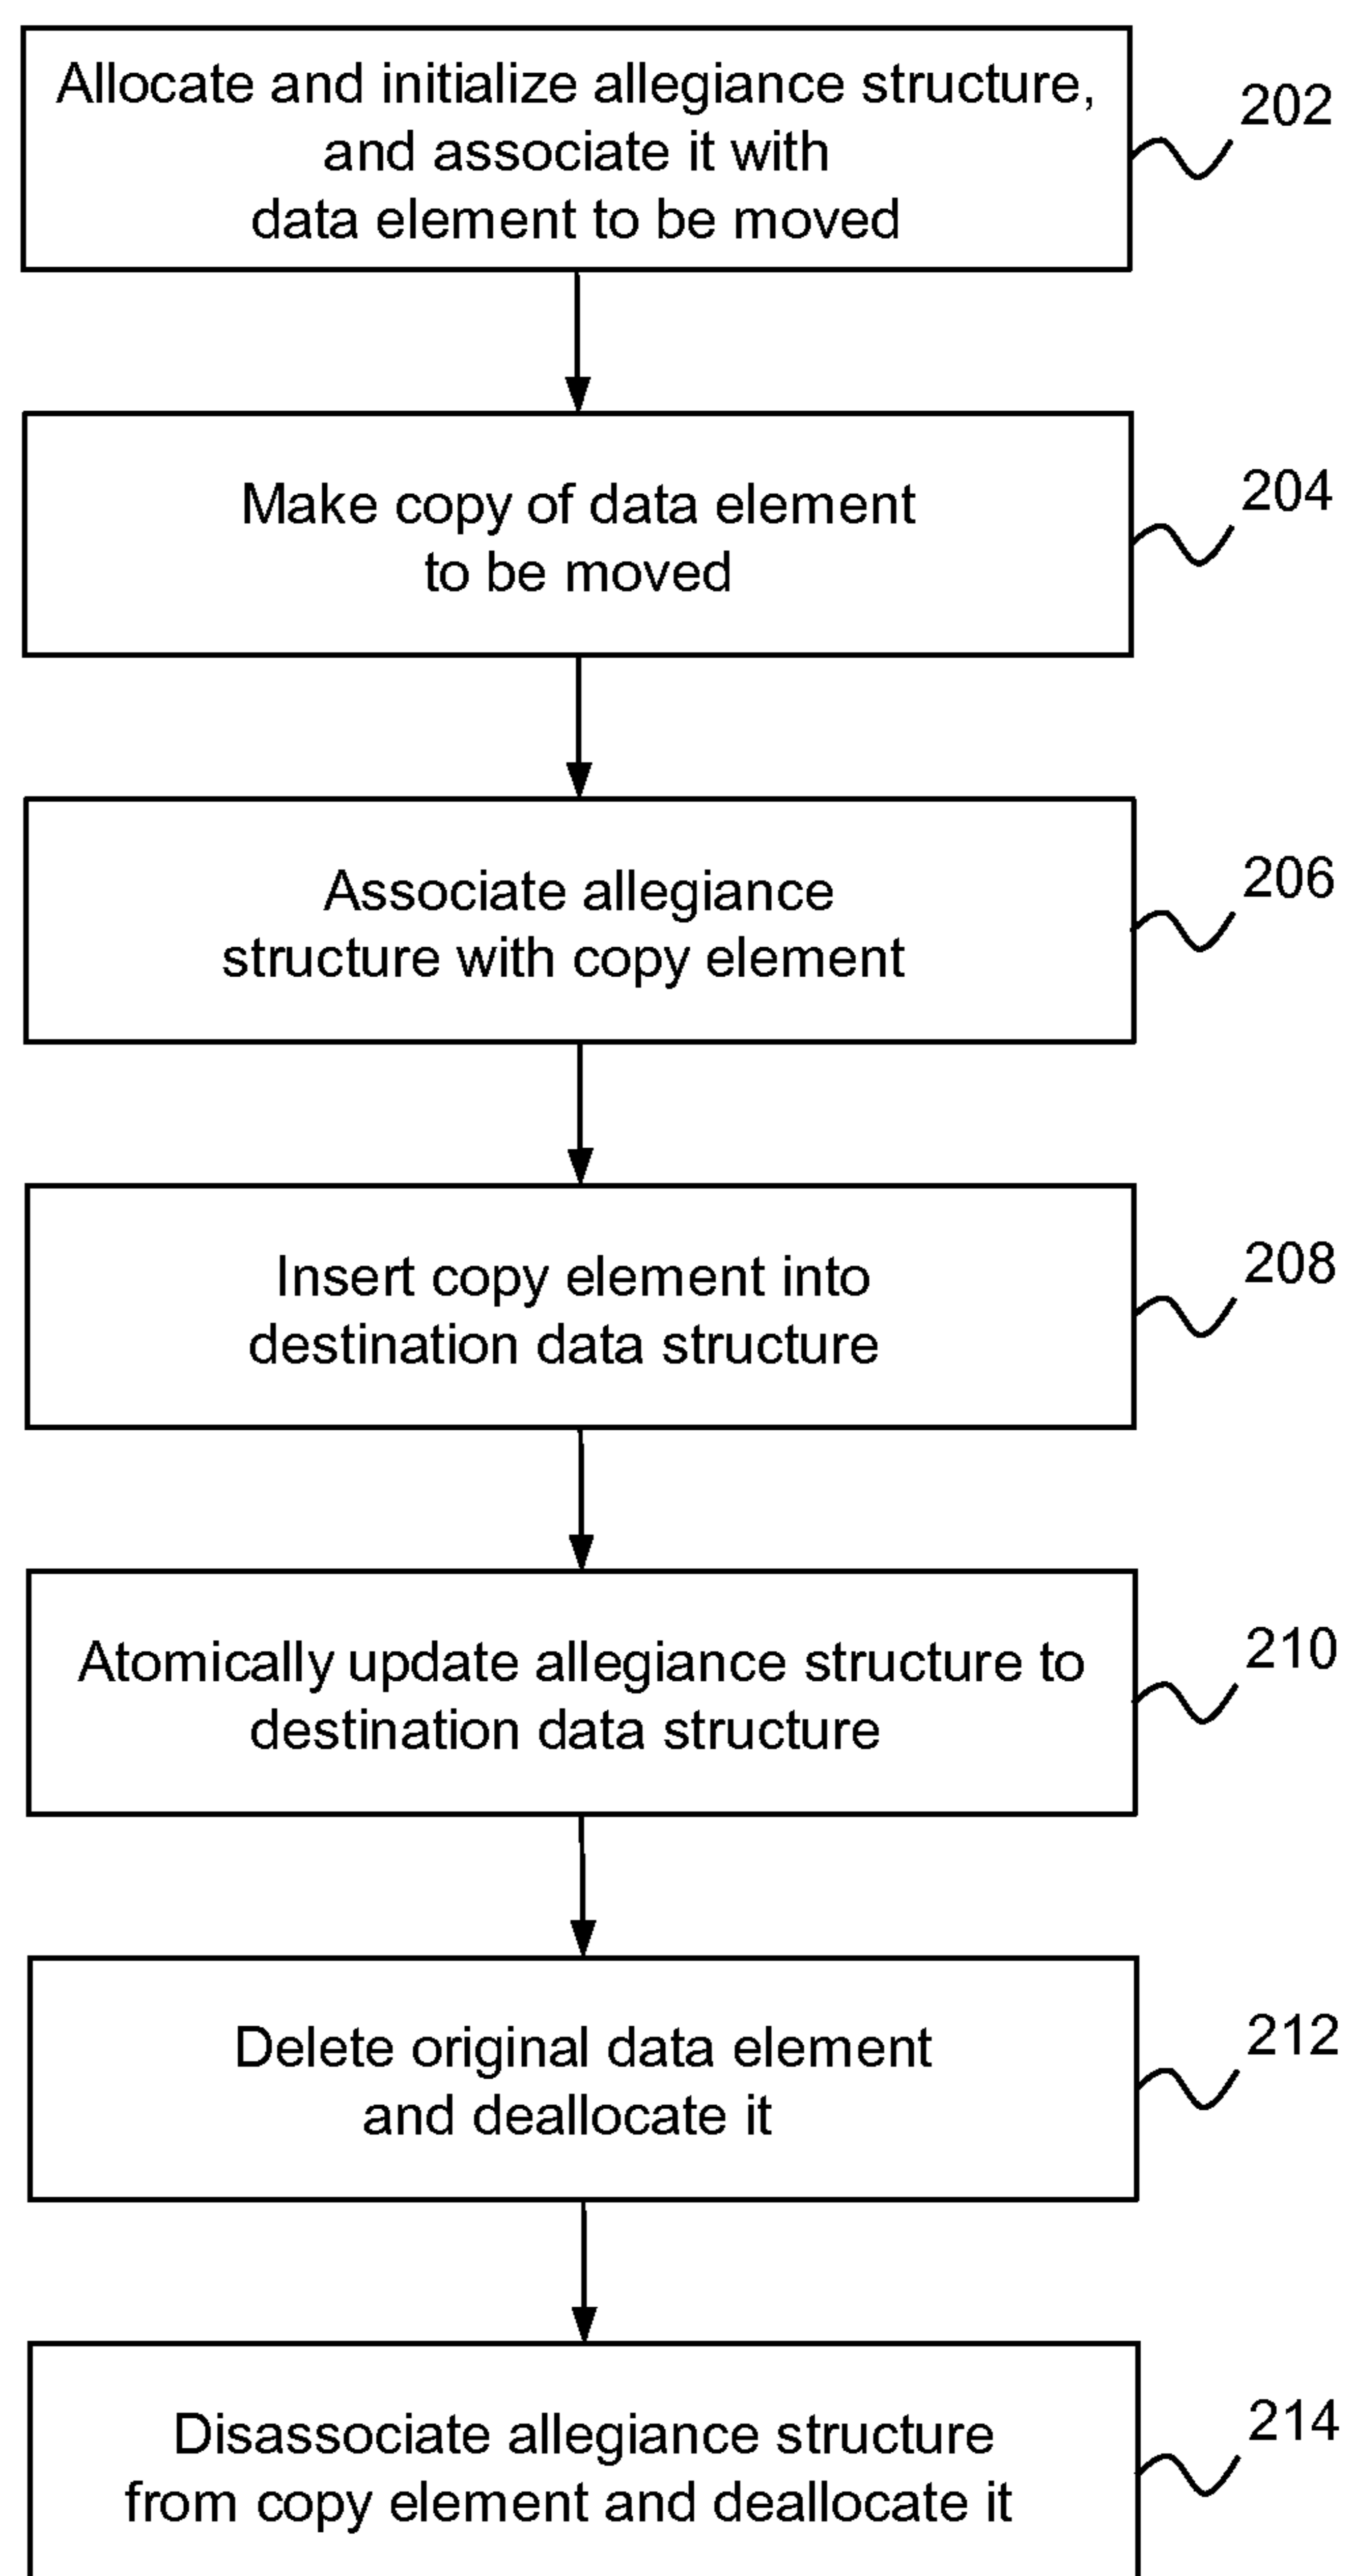 Allocate and initialize allegiance structure,
and associate it with
data element to be moved
202
Make copy of data element
to be moved
204
Associate allegiance
structure with copy element
206
Insert copy element into
destination data structure
208
Atomically update allegiance structure to
destination data structure
210
Delete original data element
and deallocate it
212
Disassociate allegiance structure
from copy element and deallocate it
214